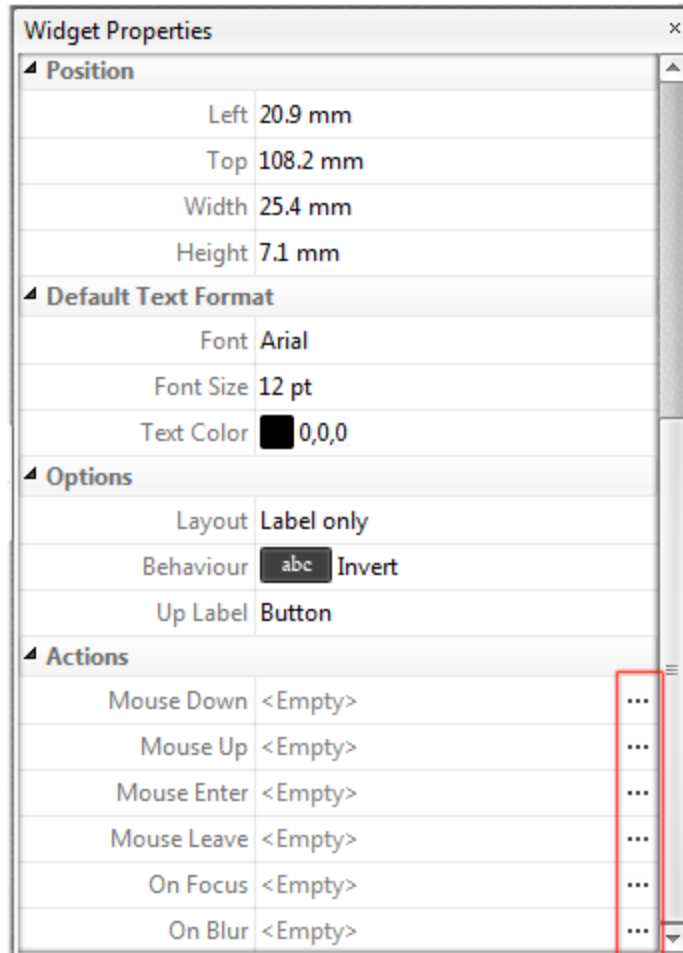 Widget Properties
Position
Left 20.9 mm
Top 108.2 mm
Width 25.4 mm
Height 7.1 mm
Default Text Format
Font Arial
Font Size 12 pt
Text Color 0,0,0
Options
Layout Label only
Behaviour abc Invert
Up Label Button
Actions
Mouse Down <Empty> ...
Mouse Up <Empty> ...
Mouse Enter <Empty> ...
Mouse Leave <Empty> ...
On Focus <Empty> ...
On Blur <Empty> ...